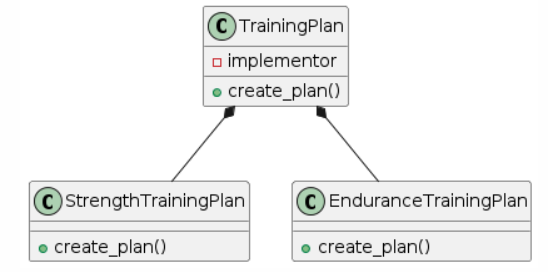 C TrainingPlan
implementor
create_plan()
C StrengthTrainingPlan
C EnduranceTrainingPlan
create_plan()
create_plan()